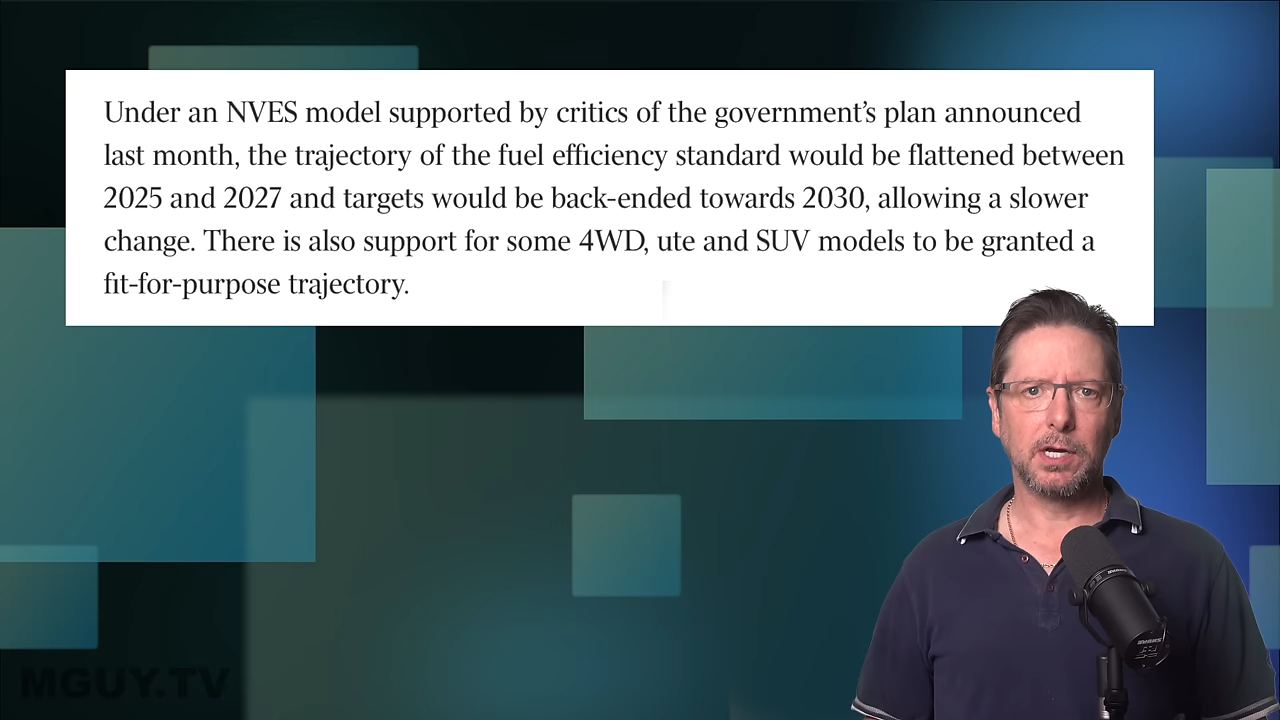 Under an NVES model supported by critics of the government’s plan announced
last month, the trajectory of the fuel efficiency standard would be flattened between
2025 and 2027 and targets would be back-ended towards 2030, allowing a slower
change. There is also support for some 4WD, ute and SUV models to be granted a
fit-for-purpose trajectory.
MGUY.TV